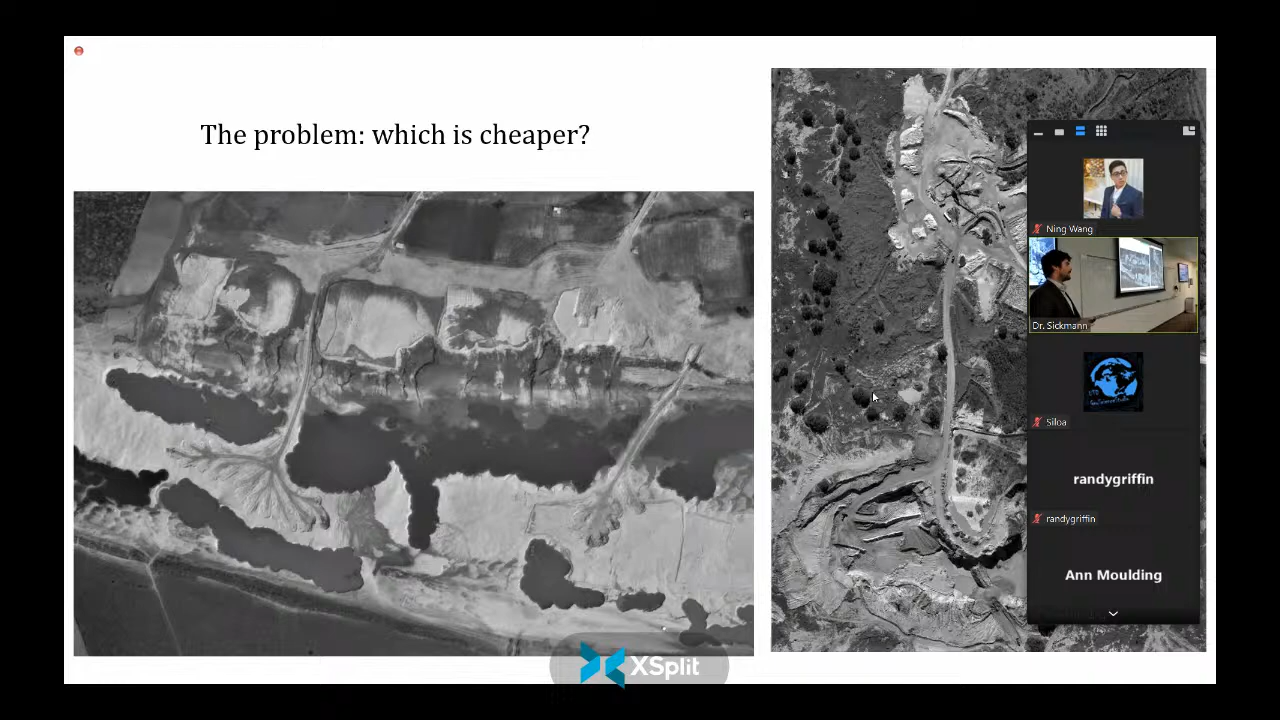 The problem: which is cheaper?
Ning Wang
Dr. Sickmann
Siloa
randygriffin
randygriffin
Ann Moulding
XSplit